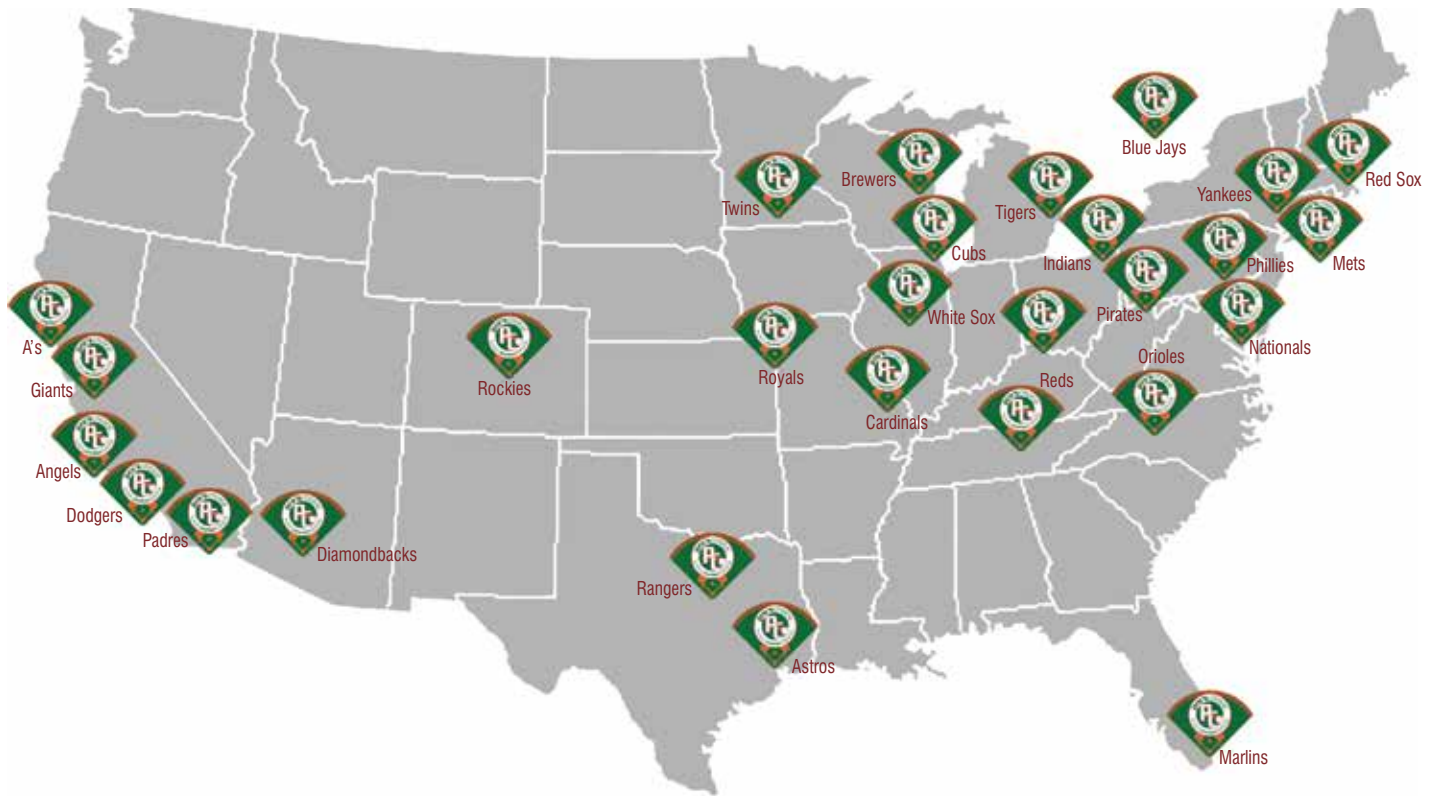 Blue Jays
Brewers
Red Sox
Twins
Tigers
Yankees
Cubs
Indians
Phillies
Mets
White Sox
Pirates
Nationals
A's
Orioles
Giants
Rockies
Royals
Reds
Cardinals
Angels
Dodgers
Padres
Diamondbacks
Rangers
Astros
Marlins